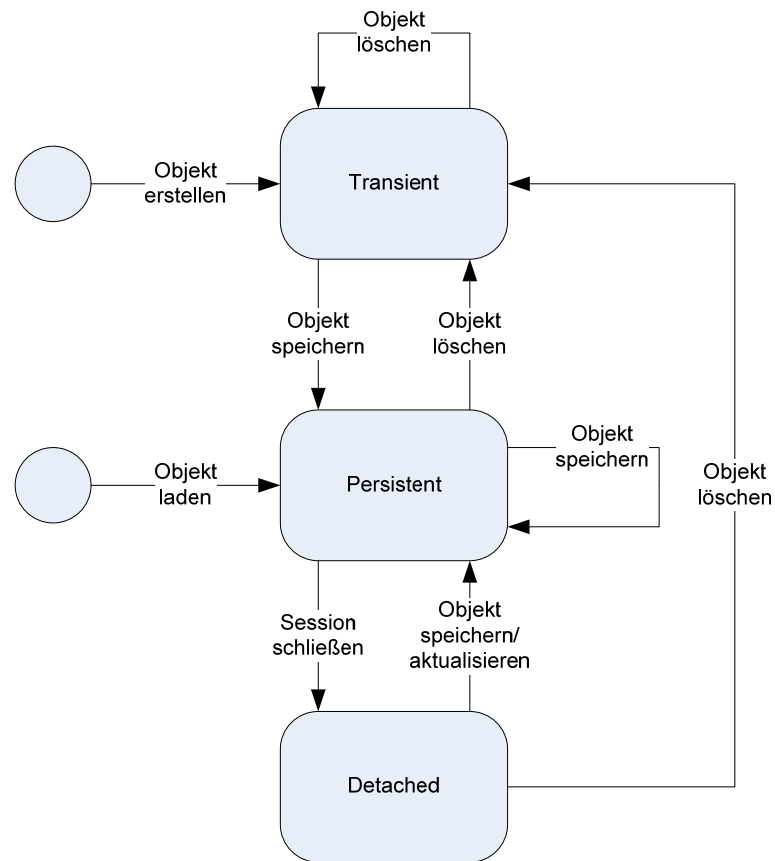 Objekt
löschen
Objekt
erstellen
Transient
Objekt
speichern
Objekt
löschen
Objekt
laden
Persistent
Objekt
speichern
Objekt
löschen
Session
schließen
Objekt
speichern/
aktualisieren
Detached